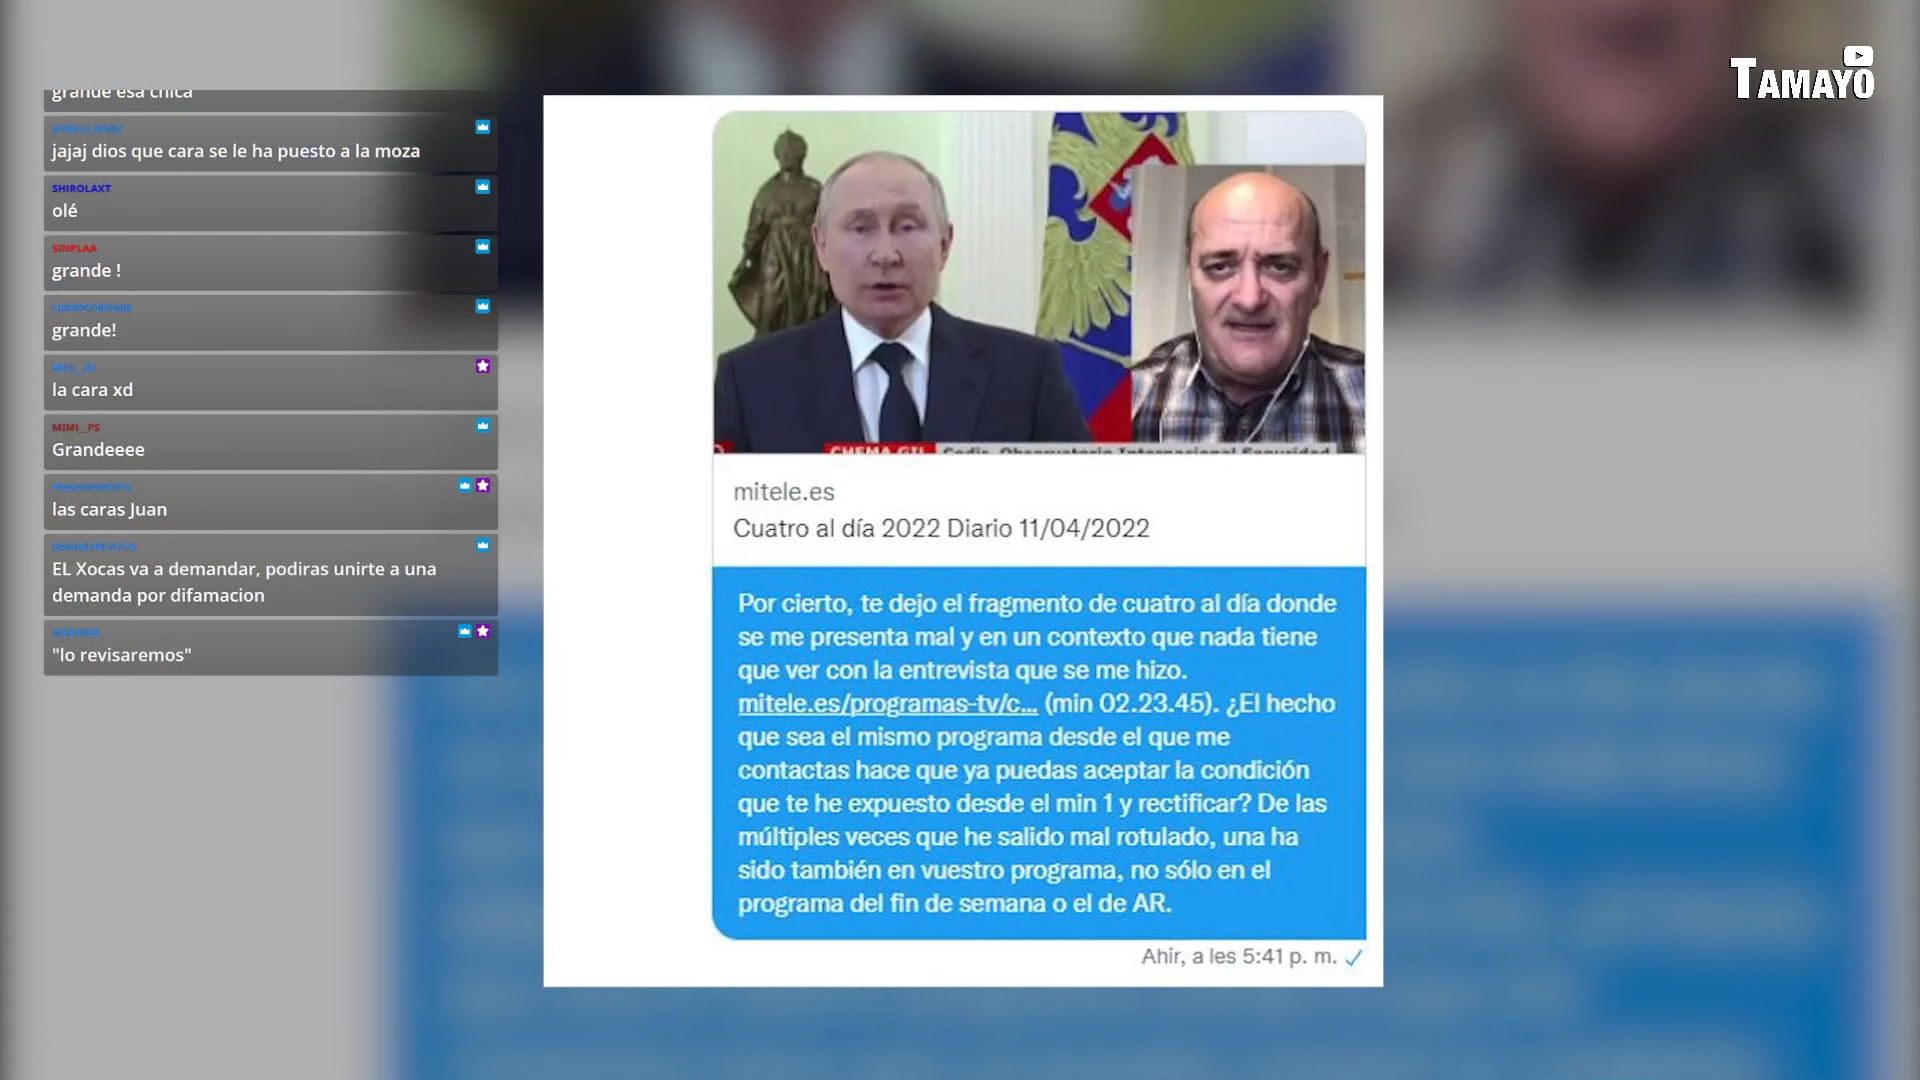 TAMAYO
grande esa chica
jajaj dios que cara se le ha puesto a la moza
SHIROLAXT
olé
SINPLAA
grande !
grande!
la cara xd
MIMI_PS
Grandeeee
las caras Juan
EL Xocas va a demandar, podiras unirte a una
demanda por difamacion
"lo revisaremos"
CHEMA GIL Codir. Observatorio Internacional Seguridad
mitele.es
Cuatro al día 2022 Diario 11/04/2022
Por cierto, te dejo el fragmento de cuatro al día donde
se me presenta mal y en un contexto que nada tiene
que ver con la entrevista que se me hizo.
mitele.es/programas-tv/c... (min 02.23.45). ¿El hecho
que sea el mismo programa desde el que me
contactas hace que ya puedas aceptar la condición
que te he expuesto desde el min 1 y rectificar? De las
múltiples veces que he salido mal rotulado, una ha
sido también en vuestro programa, no sólo en el
programa del fin de semana o el de AR.
Ahir, a les 5:41 p. m.